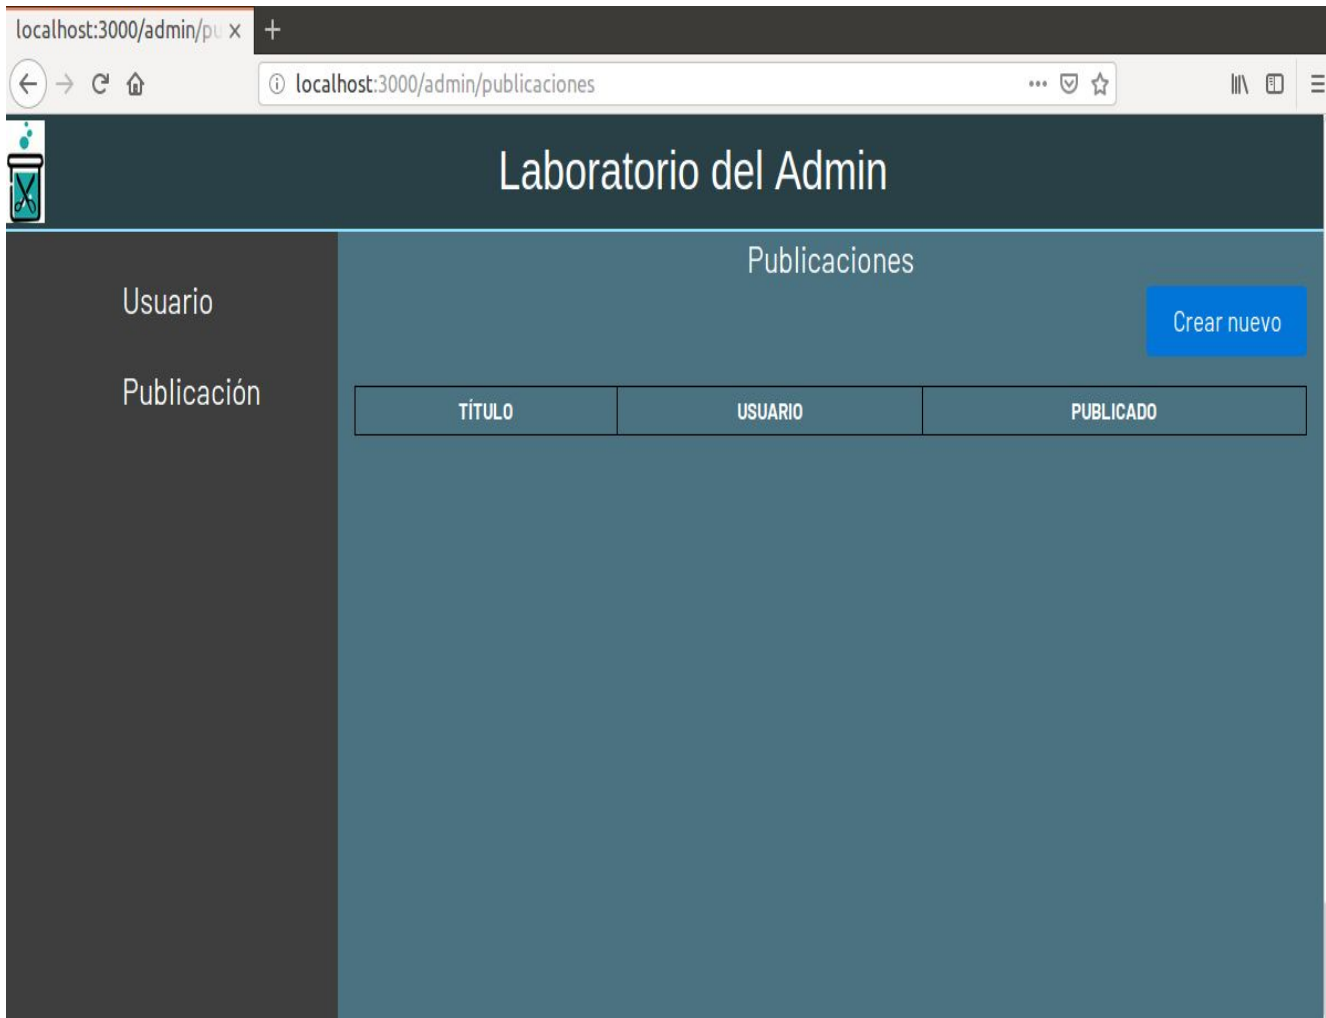 localhost:3000/admin/pu
localhost:3000/admin/publicaciones
Laboratorio del Admin
Publicaciones
Usuario
Crear nuevo
Publicación
TÍTULO USUARIO PUBLICADO